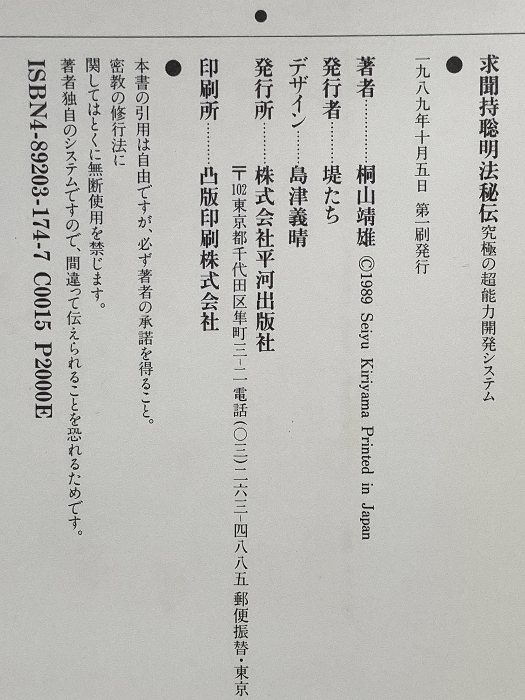 求聞持聡明法秘伝 究極の超能力開発システム
●
一九八九年十月五日 第一刷発行
著者…………桐山靖雄 ©1989 Seiyu Kiriyama Printed in Japan
発行者………堤たち
デザイン……島津義晴
発行所………株式会社平河出版社
〒102東京都千代田区隼町三−二 電話(〇三)二六三−四八八五 郵便振替・東京
印刷所………凸版印刷株式会社
●
本書の引用は自由ですが、必ず著者の承諾を得ること。
密教の修行法に
関してはとくに無断使用を禁じます。
著者独自のシステムですので、間違って伝えられることを恐れるためです。
ISBN4-89203-174-7 C0015 P2000E